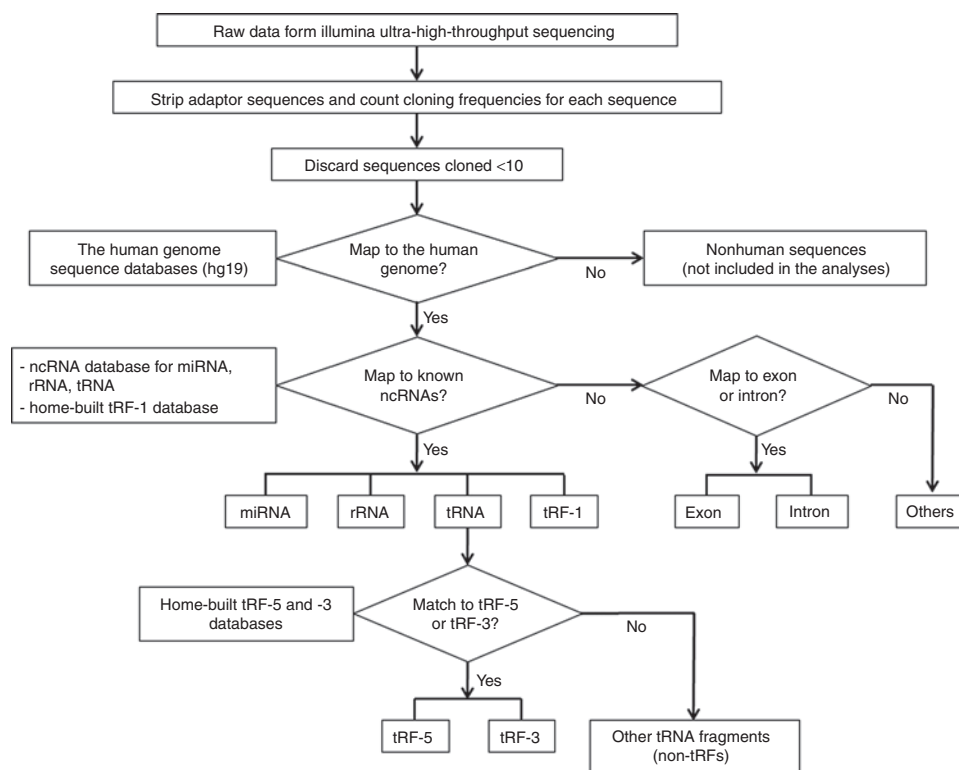 Raw data form illumina ultra-high-throughput sequencing
Strip adaptor sequences and count cloning frequencies for each sequence
Discard sequences cloned <10
The human genome
sequence databases (hg19)
Map to the human
genome?
No
Nonhuman sequences
(not included in the analyses)
Yes
- ncRNA database for miRNA,
rRNA, tRNA
- home-built tRF-1 database
Map to known
ncRNAs?
No
Map to exon
or intron?
No
Yes
Yes
miRNA
rRNA
tRNA
tRF-1
Exon
Intron
Others
Home-built tRF-5 and -3
databases
Match to tRF-5
or tRF-3?
No
Yes
tRF-5
tRF-3
Other tRNA fragments
(non-tRFs)